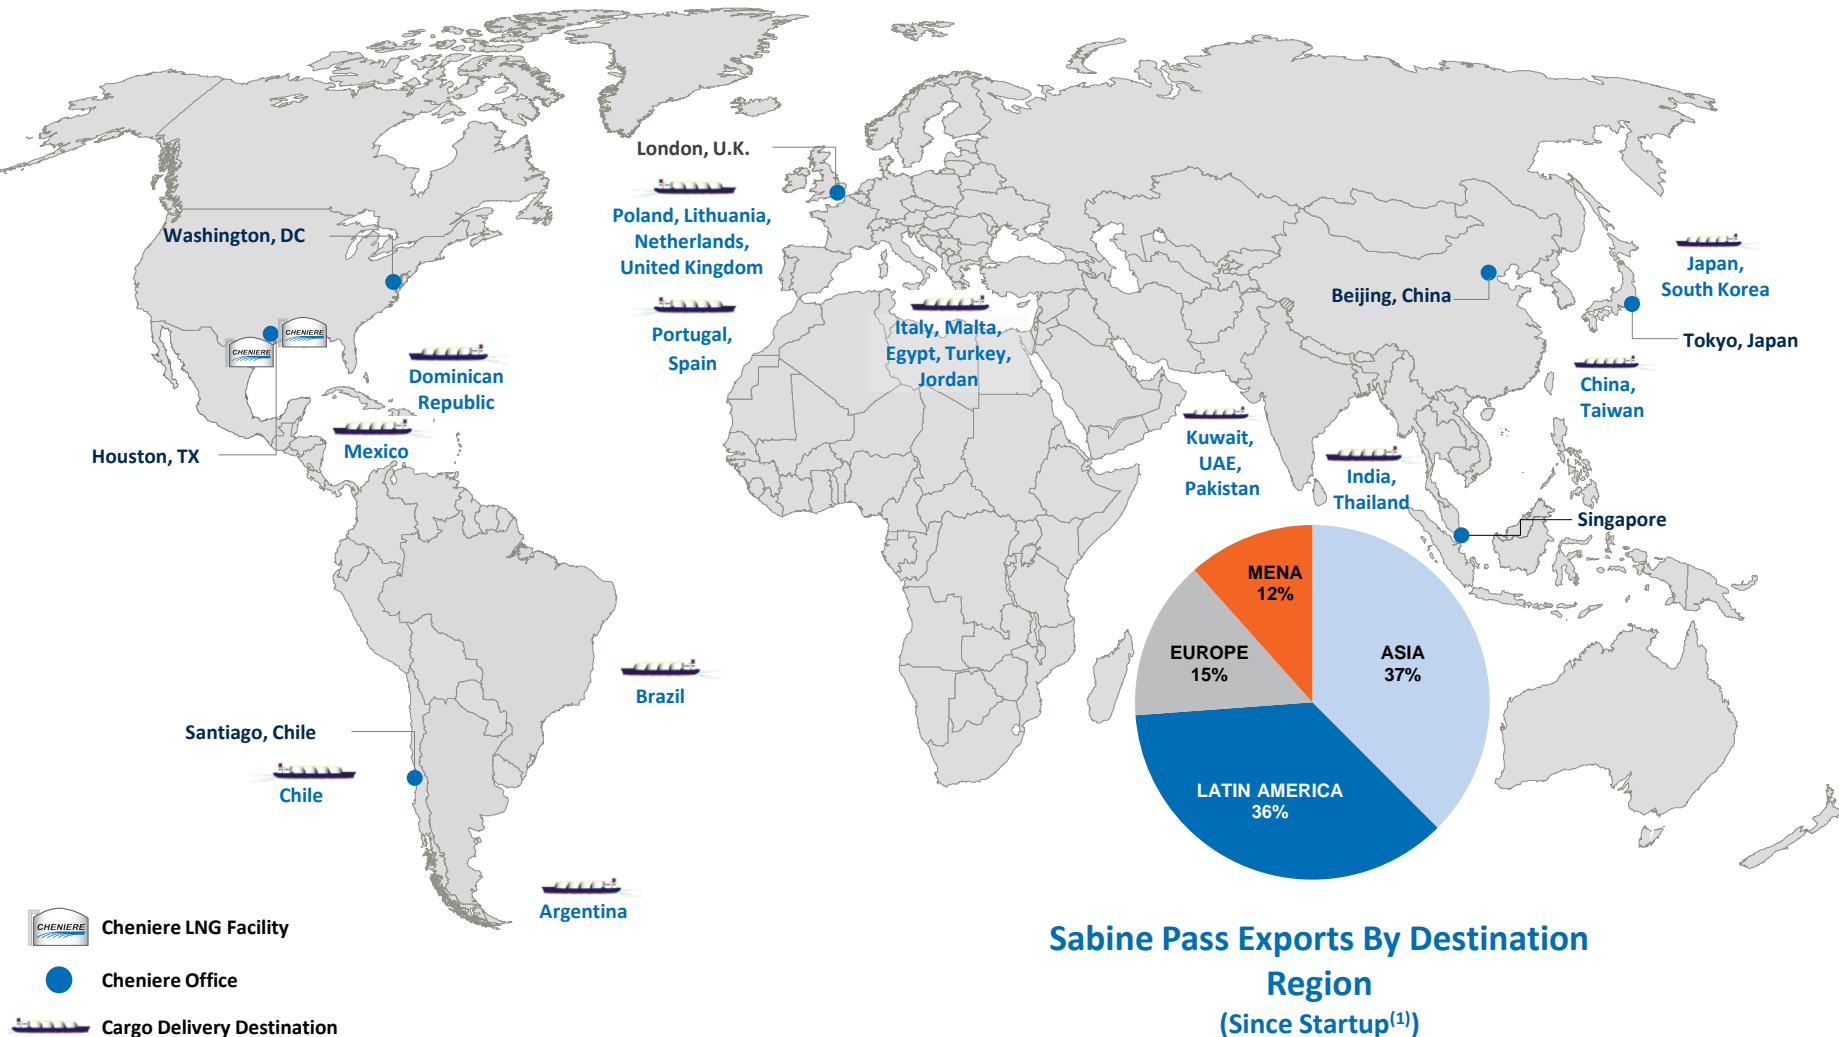 London, U.K.
Poland, Lithuania,
Netherlands,
United Kingdom
Washington, DC
Japan,
South Korea
Beijing, China
Portugal,
Spain
Italy, Malta,
Egypt, Turkey,
Jordan
Tokyo, Japan
CHENIERE
CHENIERE
Dominican
Republic
China,
Taiwan
Mexico
Houston, TX
Kuwait,
UAE,
Pakistan
India,
Thailand
Singapore
MENA
12%
EUROPE
15%
ASIA
37%
LATIN AMERICA
36%
Brazil
Santiago, Chile
Chile
Argentina
CHENIERE
Cheniere LNG Facility
Cheniere Office
Cargo Delivery Destination
Sabine Pass Exports By Destination
Region
(Since Startup(1))